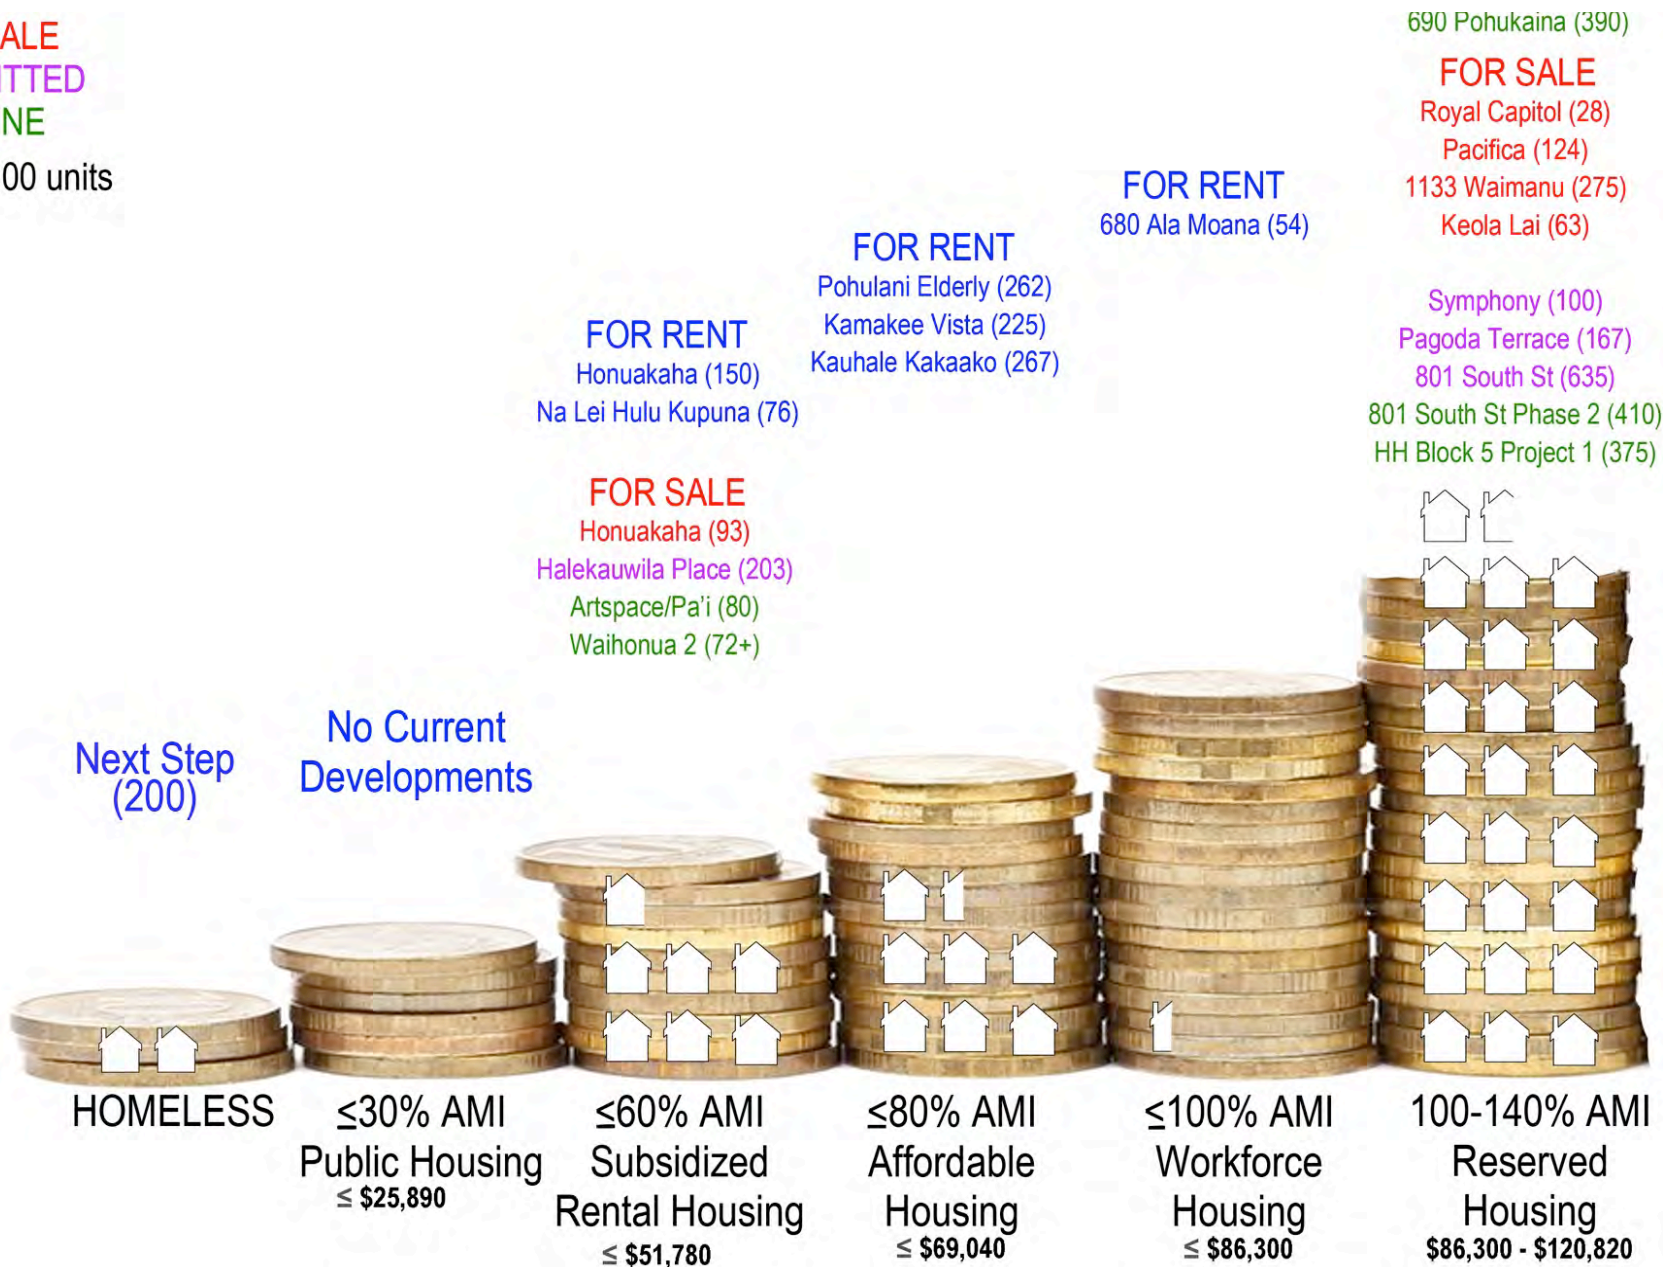 ALE
ITTED
NE
00 units
Next Step
(200)
HOMELESS
No Current
Developments
≤30% AMI
Public Housing
≤ $25,890
FOR RENT
Honuakaha (150)
Na Lei Hulu Kupuna (76)
FOR SALE
Honuakaha (93)
Halekauwila Place (203)
Artspace/Pa'i (80)
Waihonua 2 (72+)
≤60% AMI
Subsidized
Rental Housing
≤ $51,780
FOR RENT
Pohulani Elderly (262)
Kamakee Vista (225)
Kauhale Kakaako (267)
≤80% AMI
Affordable
Housing
≤ $69,040
FOR RENT
680 Ala Moana (54)
≤100% AMI
Workforce
Housing
≤ $86,300
690 Pohukaina (390)
FOR SALE
Royal Capitol (28)
Pacifica (124)
1133 Waimanu (275)
Keola Lai (63)
Symphony (100)
Pagoda Terrace (167)
801 South St (635)
801 South St Phase 2 (410)
HH Block 5 Project 1 (375)
100-140% AMI
Reserved
Housing
$86,300 - $120,820